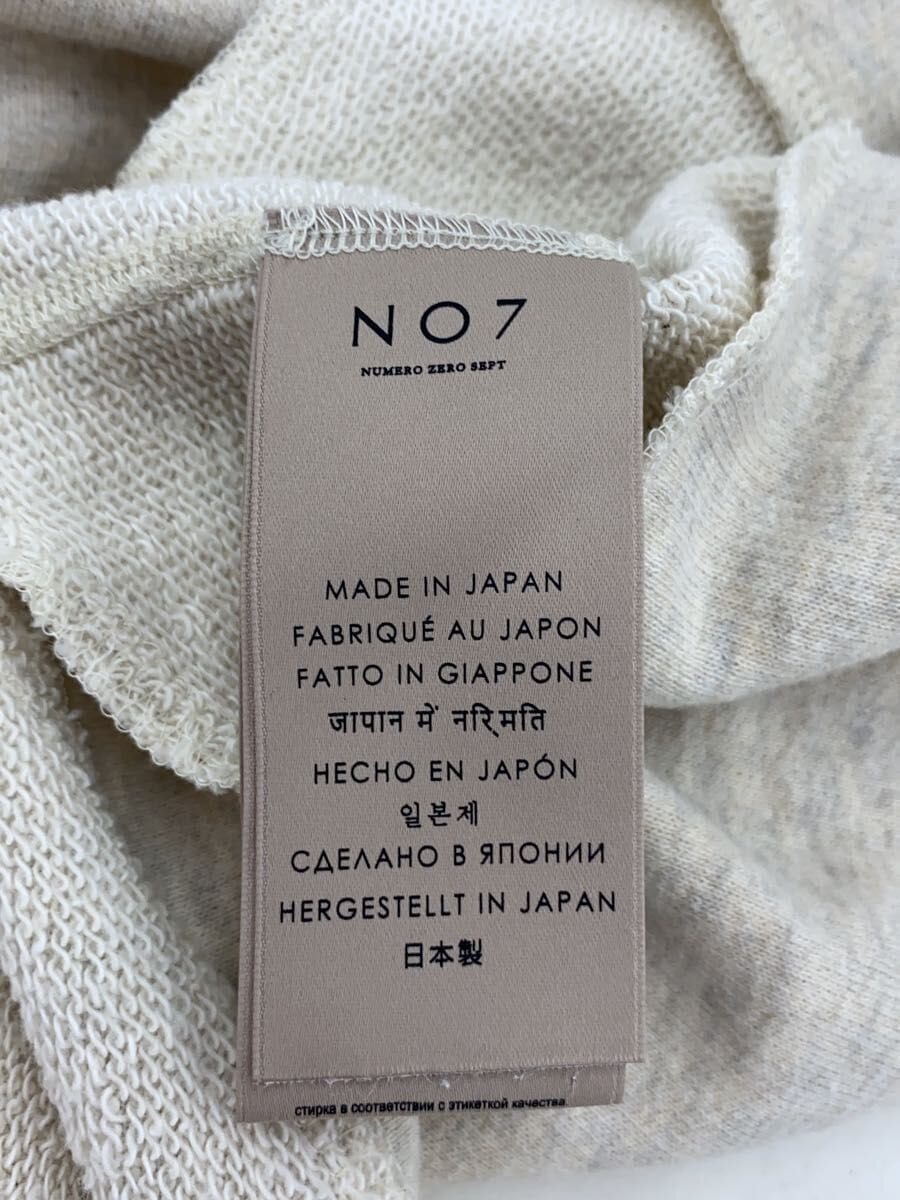 NO7
NUMERO ZERO SEPT
MADE IN JAPAN
FABRIQUÉ AU JAPON
FATTO IN GIAPPONE
जापान में नरि्मति
HECHO EN JAPÓN
일본제
СДЕЛАНО В ЯПОНИИ
HERGESTELLT IN JAPAN
日本製
стирка в соответствии с этикеткой качества.